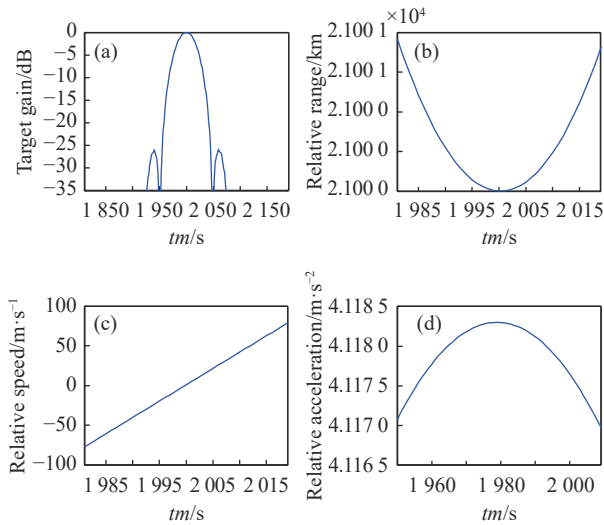 (a)
Target gain/dB
0
−5
−10
−15
−20
−25
−30
−35
1 850 1 950 2 050 2 150
tm/s
×10⁴
(b)
Relative range/km
2.100 1
2.100 1
2.100 0
2.100 0
1 985 1 995 2 005 2 015
tm/s
(c)
Relative speed/m·s⁻¹
100
50
0
−50
−100
1 985 1 995 2 005 2 015
tm/s
(d)
Relative acceleration/m·s⁻²
4.118 5
4.118 0
4.117 5
4.117 0
4.116 5
1 960 1 980 2 000
tm/s